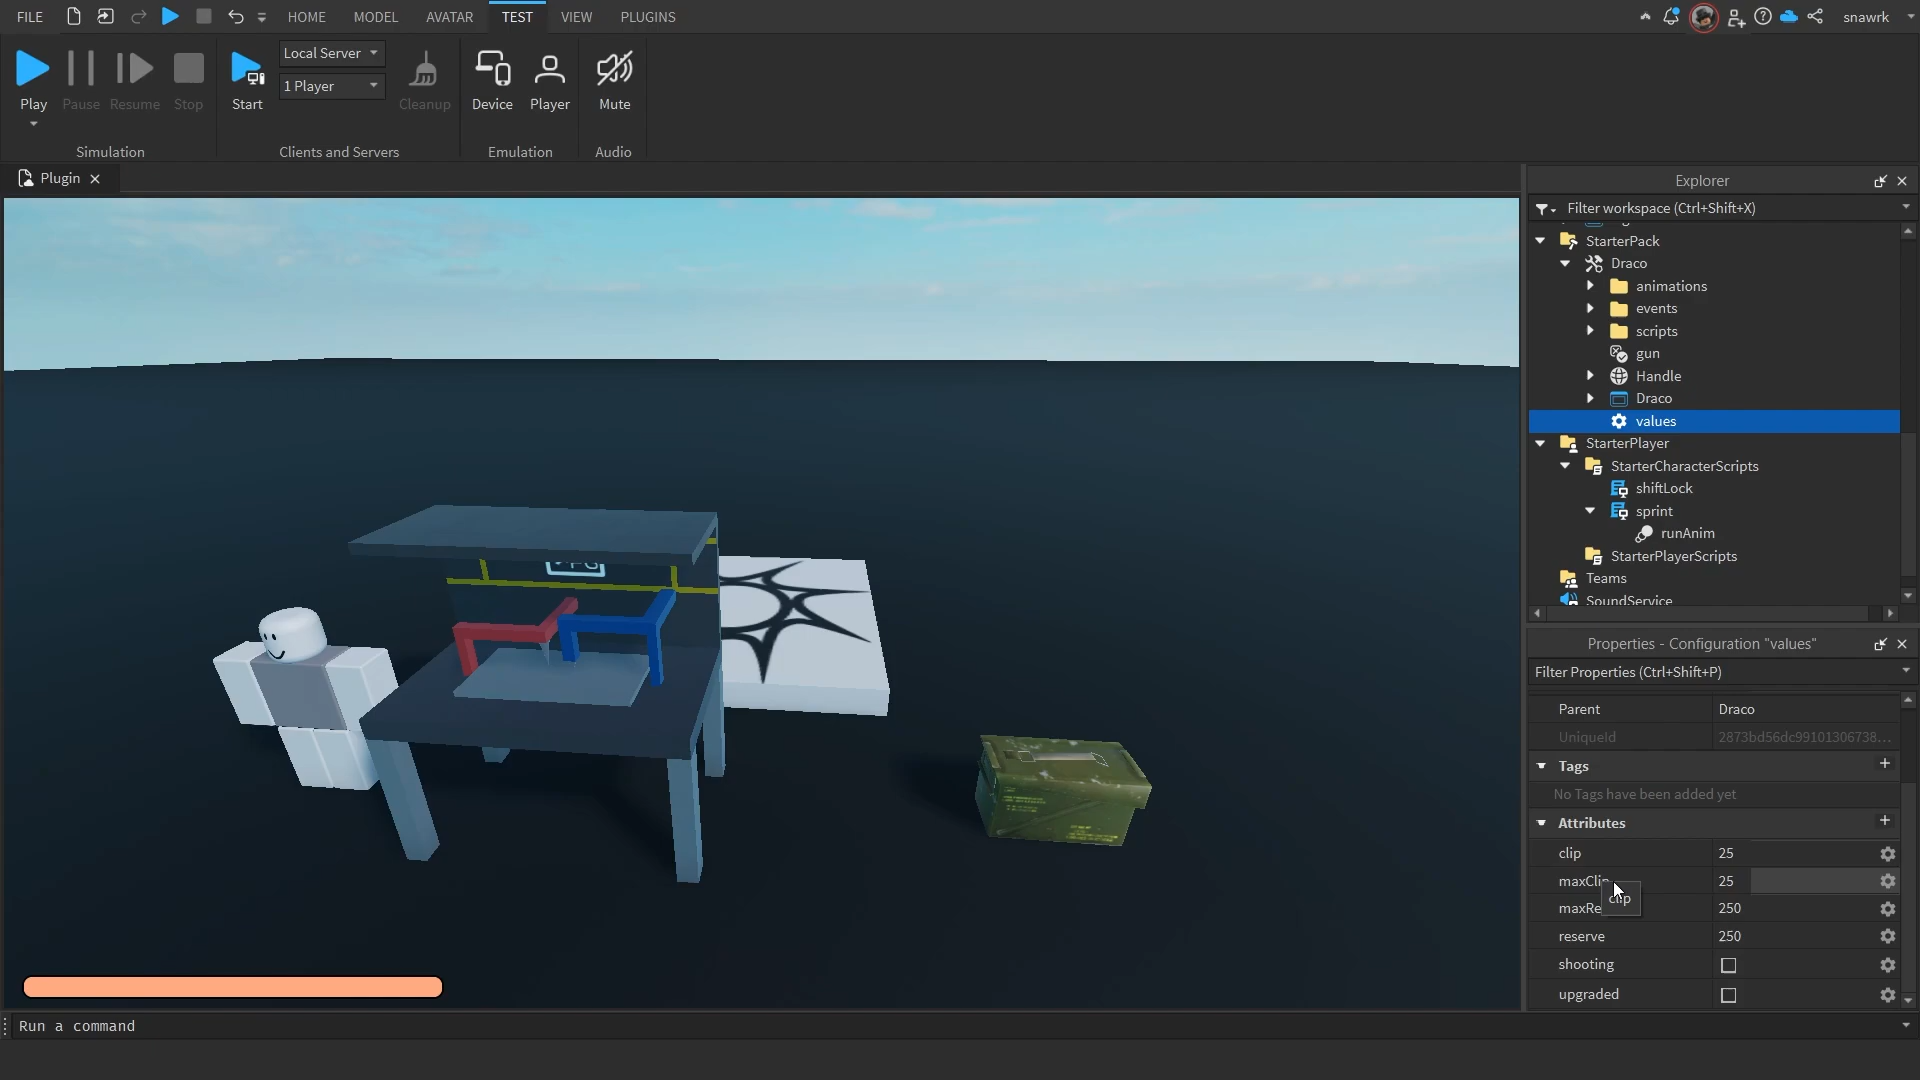 FILE HOME MODEL AVATAR TEST VIEW PLUGINS snawrk
Local Server
1 Player
Play Pause Resume Stop Start Cleanup Device Player Mute
Simulation Clients and Servers Emulation Audio
Plugin
Explorer
Filter workspace (Ctrl+Shift+X)
StarterPack
Draco
animations
events
scripts
gun
Handle
Draco
values
StarterPlayer
StarterCharacterScripts
shiftLock
sprint
runAnim
StarterPlayerScripts
Teams
SoundService
Properties - Configuration "values"
Filter Properties (Ctrl+Shift+P)
Parent Draco
UniqueId 2873bd56dc99101306738...
Tags
No Tags have been added yet
Attributes
clip 25
maxClip 25
clip
maxRe 250
reserve 250
shooting
upgraded
Run a command